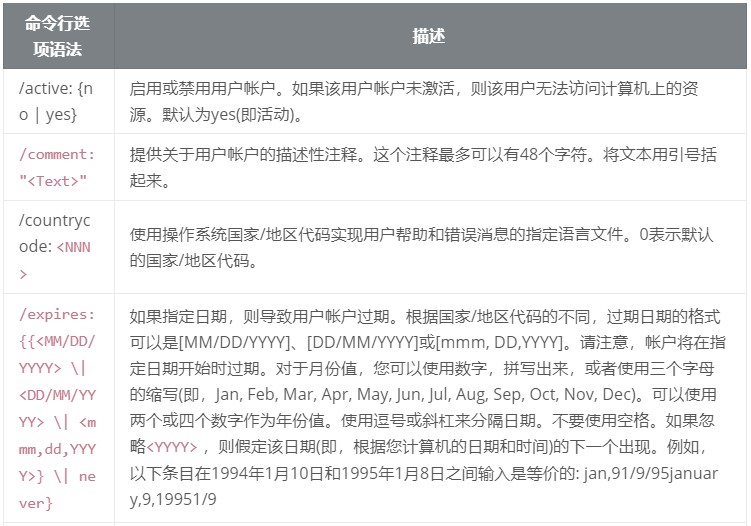 命令行选
项语法
描述
/active: {n
o | yes}
启用或禁用用户帐户。如果该用户帐户未激活，则该用户无法访问计算机上的资
源。默认为yes(即活动)。
/comment:
"<Text>"
提供关于用户帐户的描述性注释。这个注释最多可以有48个字符。将文本用引号括
起来。
/countryc
ode: <NNN
>
使用操作系统国家/地区代码实现用户帮助和错误消息的指定语言文件。0表示默认
的国家/地区代码。
/expires:
{{<MM/DD/
YYYY> \|
<DD/MM/YY
YY> \| <m
mm,dd,YYY
Y>} \| ne
ver}
如果指定日期，则导致用户帐户过期。根据国家/地区代码的不同，过期日期的格式
可以是[MM/DD/YYYY]、[DD/MM/YYYY]或[mmm, DD,YYYY]。请注意，帐户将在指
定日期开始时过期。对于月份值，您可以使用数字，拼写出来，或者使用三个字母
的缩写(即，Jan, Feb, Mar, Apr, May, Jun, Jul, Aug, Sep, Oct, Nov, Dec)。可以使用
两个或四个数字作为年份值。使用逗号或斜杠来分隔日期。不要使用空格。如果忽
略<YYYY> ，则假定该日期(即，根据您计算机的日期和时间)的下一个出现。例如，
以下条目在1994年1月10日和1995年1月8日之间输入是等价的: jan,91/9/95januar
y,9,19951/9